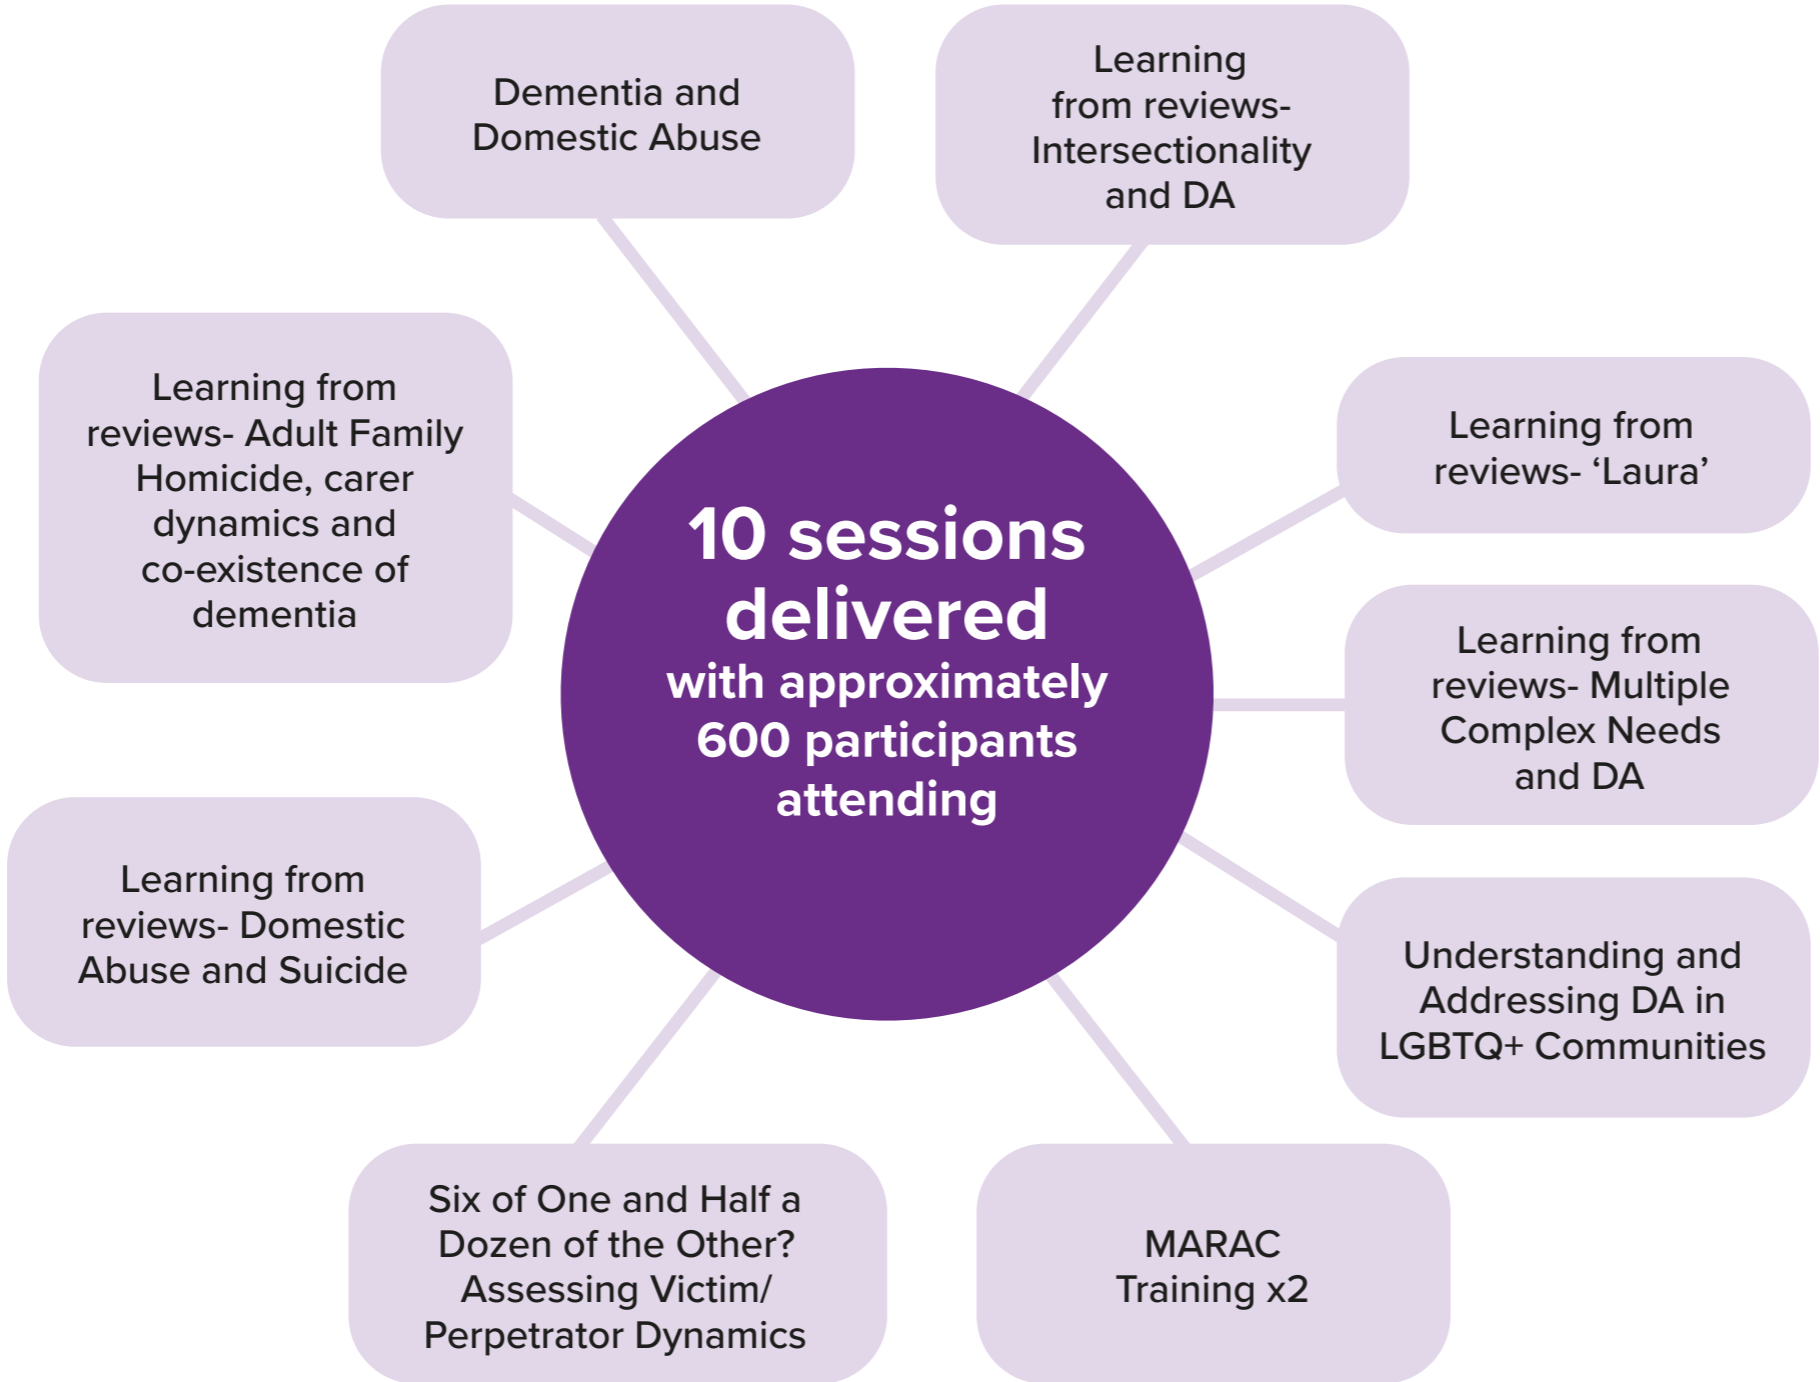 Dementia and
Domestic Abuse
Learning
from reviews-
Intersectionality
and DA
Learning from
reviews- ‘Laura’
Learning from
reviews- Multiple
Complex Needs
and DA
Understanding and
Addressing DA in
LGBTQ+ Communities
MARAC
Training x2
Six of One and Half a
Dozen of the Other?
Assessing Victim/
Perpetrator Dynamics
Learning from
reviews- Domestic
Abuse and Suicide
Learning from
reviews- Adult Family
Homicide, carer
dynamics and
co-existence of
dementia
10 sessions
delivered
with approximately
600 participants
attending